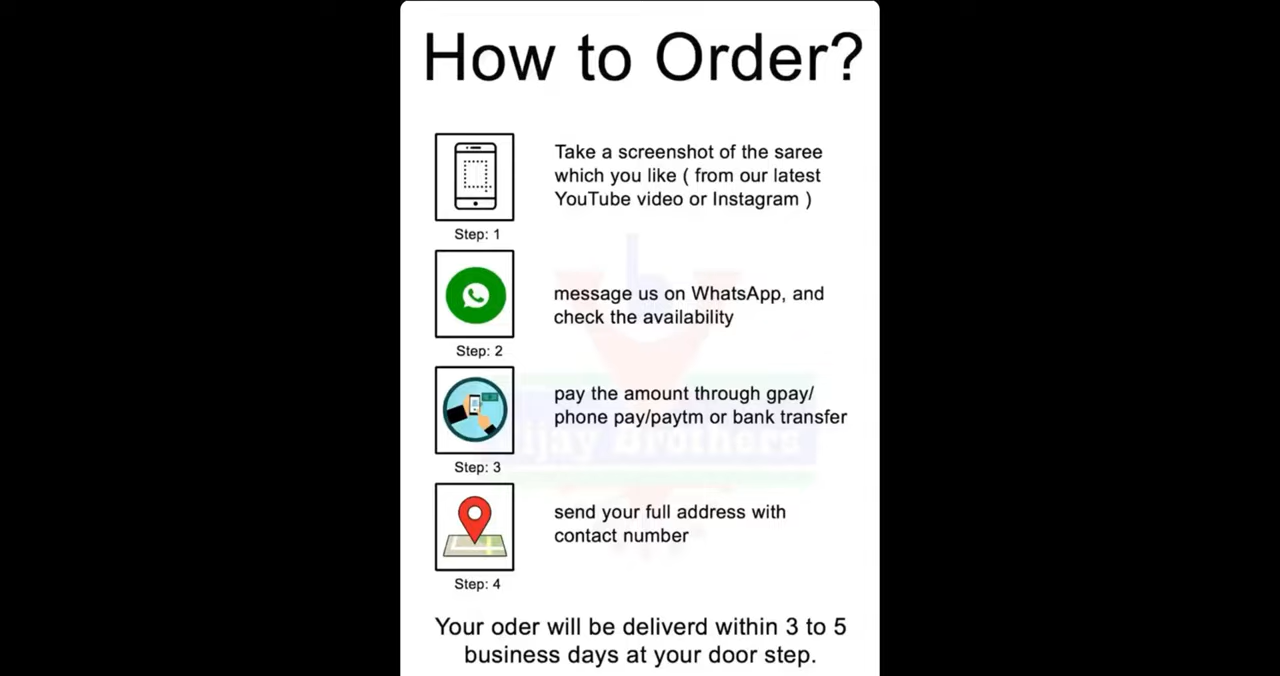 How to Order?
Take a screenshot of the saree
which you like ( from our latest
YouTube video or Instagram )
Step: 1
message us on WhatsApp, and
check the availability
Step: 2
pay the amount through gpay/
phone pay/paytm or bank transfer
Step: 3
ijay Brothers
send your full address with
contact number
Step: 4
Your oder will be deliverd within 3 to 5
business days at your door step.